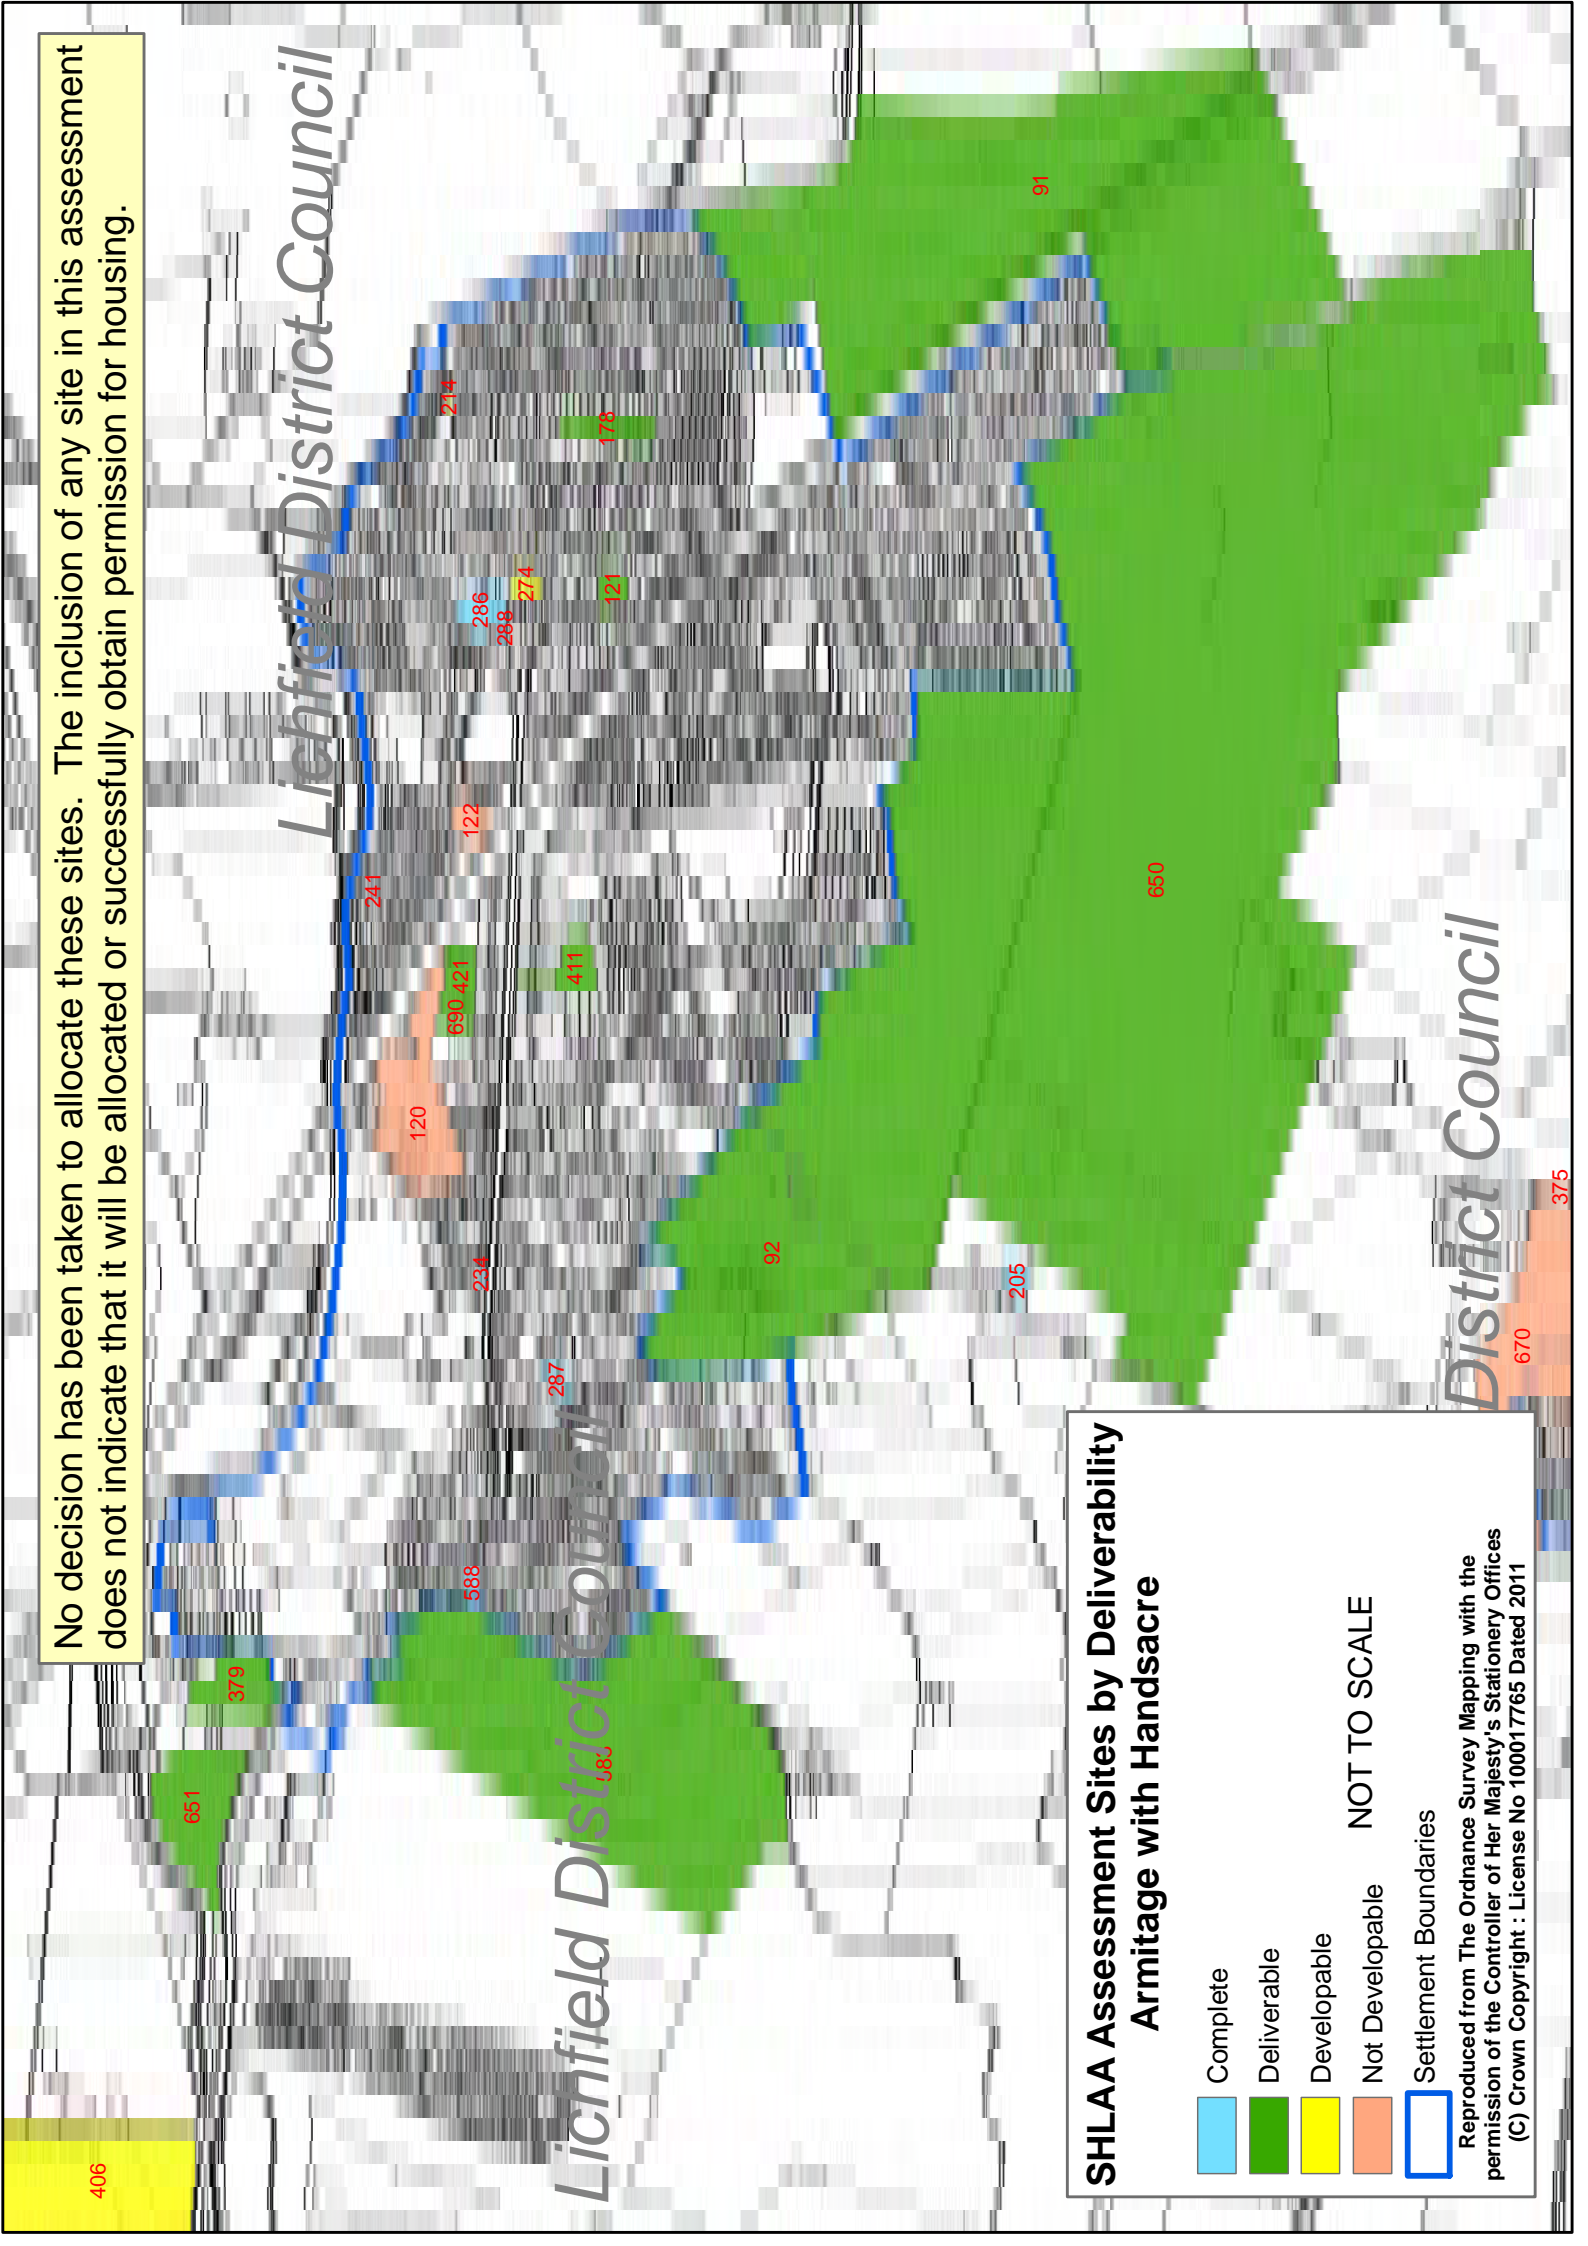 No decision has been taken to allocate these sites.  The inclusion of any site in this assessment
does not indicate that it will be allocated or successfully obtain permission for housing.
Lichfield District Council
Lichfield District Council
District Council
406
651
379
588
287
234
120
690
421
241
122
411
286
288
274
121
214
178
91
92
650
205
670
375
SHLAA Assessment Sites by Deliverability
Armitage with Handsacre
Complete
Deliverable
Developable
Not Developable
NOT TO SCALE
Settlement Boundaries
Reproduced from The Ordnance Survey Mapping with the
permission of the Controller of Her Majesty's Stationery Offices
(C) Crown Copyright : License No 100017765 Dated 2011